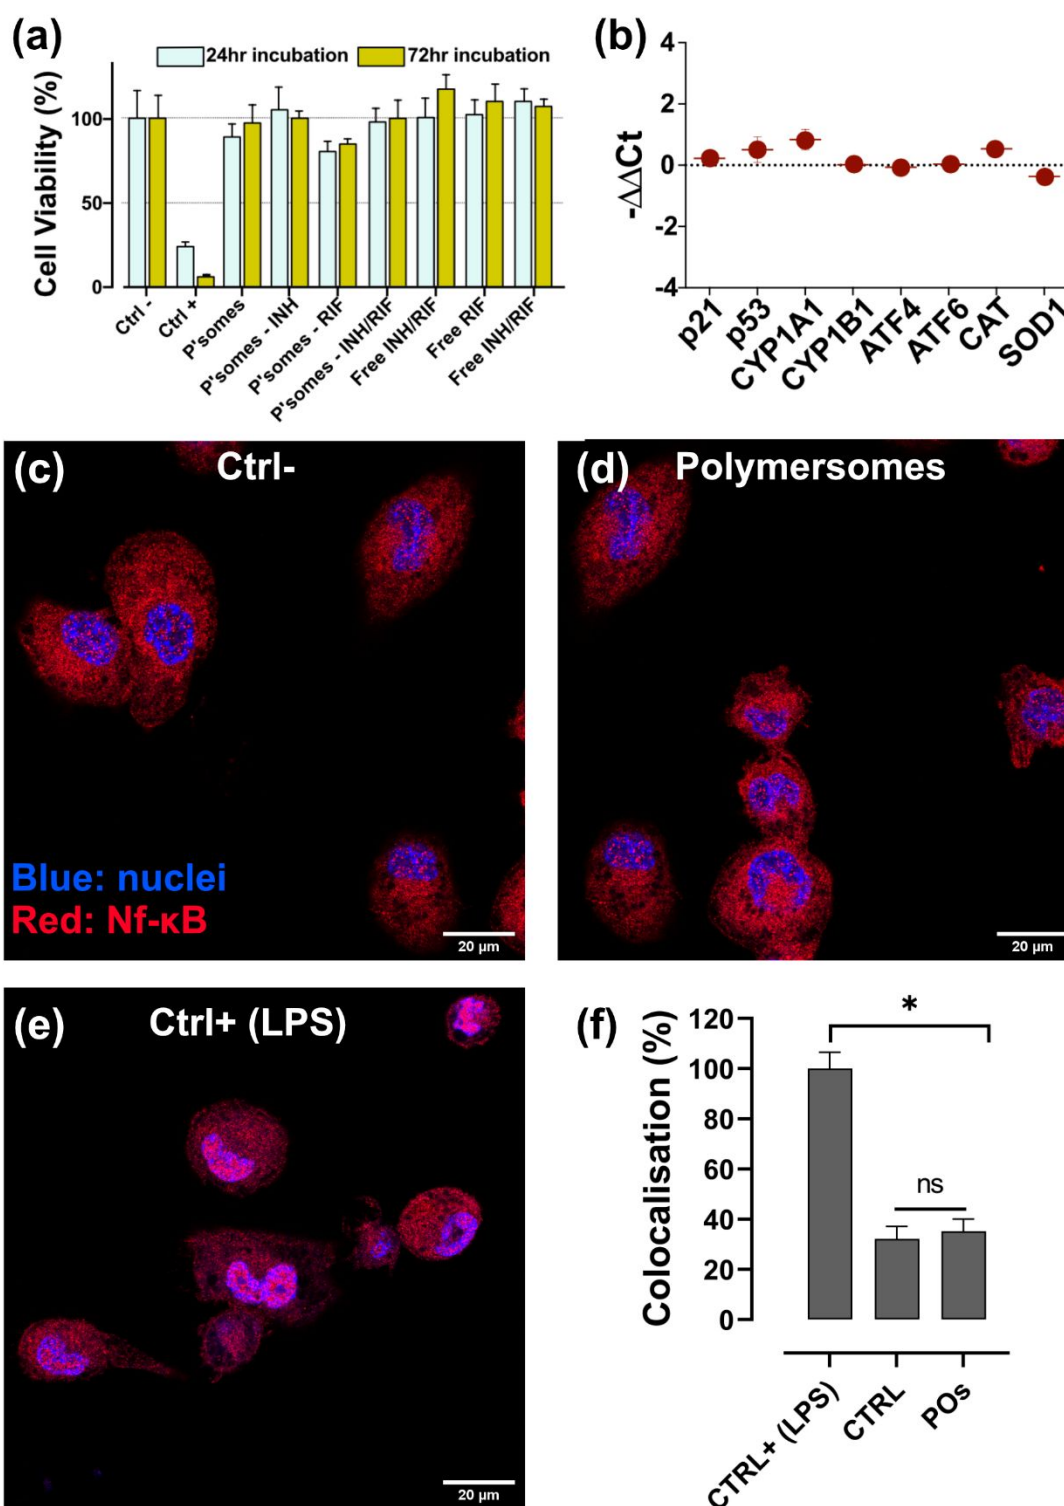 (a)
24hr incubation 72hr incubation
Cell Viability (%)
100
50
0
Ctrl -
Ctrl +
P'somes
P'somes - INH
P'somes - RIF
P'somes - INH/RIF
Free INH/RIF
Free RIF
Free INH/RIF
(b)
-ΔΔCt
4
2
0
-2
-4
p21
p53
CYP1A1
CYP1B1
ATF4
ATF6
CAT
SOD1
(c) Ctrl-
Blue: nuclei
Red: Nf-κB
20 µm
(d) Polymersomes
20 µm
(e) Ctrl+ (LPS)
20 µm
(f)
Colocalisation (%)
120
100
80
60
40
20
0
*
ns
CTRL+ (LPS)
CTRL
POs